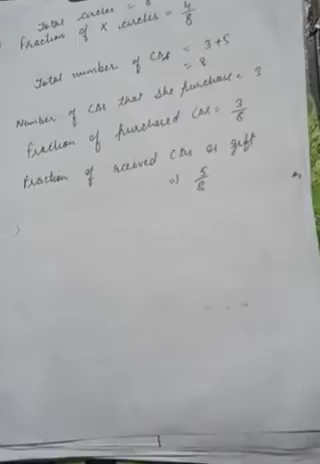 Total circles = 8
Fraction of X circles = 4/8
Total number of CDs = 3+5
= 8
Number of CDs that she purchase = 3
Fraction of purchased CDs = 3/8
Fraction of received CDs as gift
=) 5/8